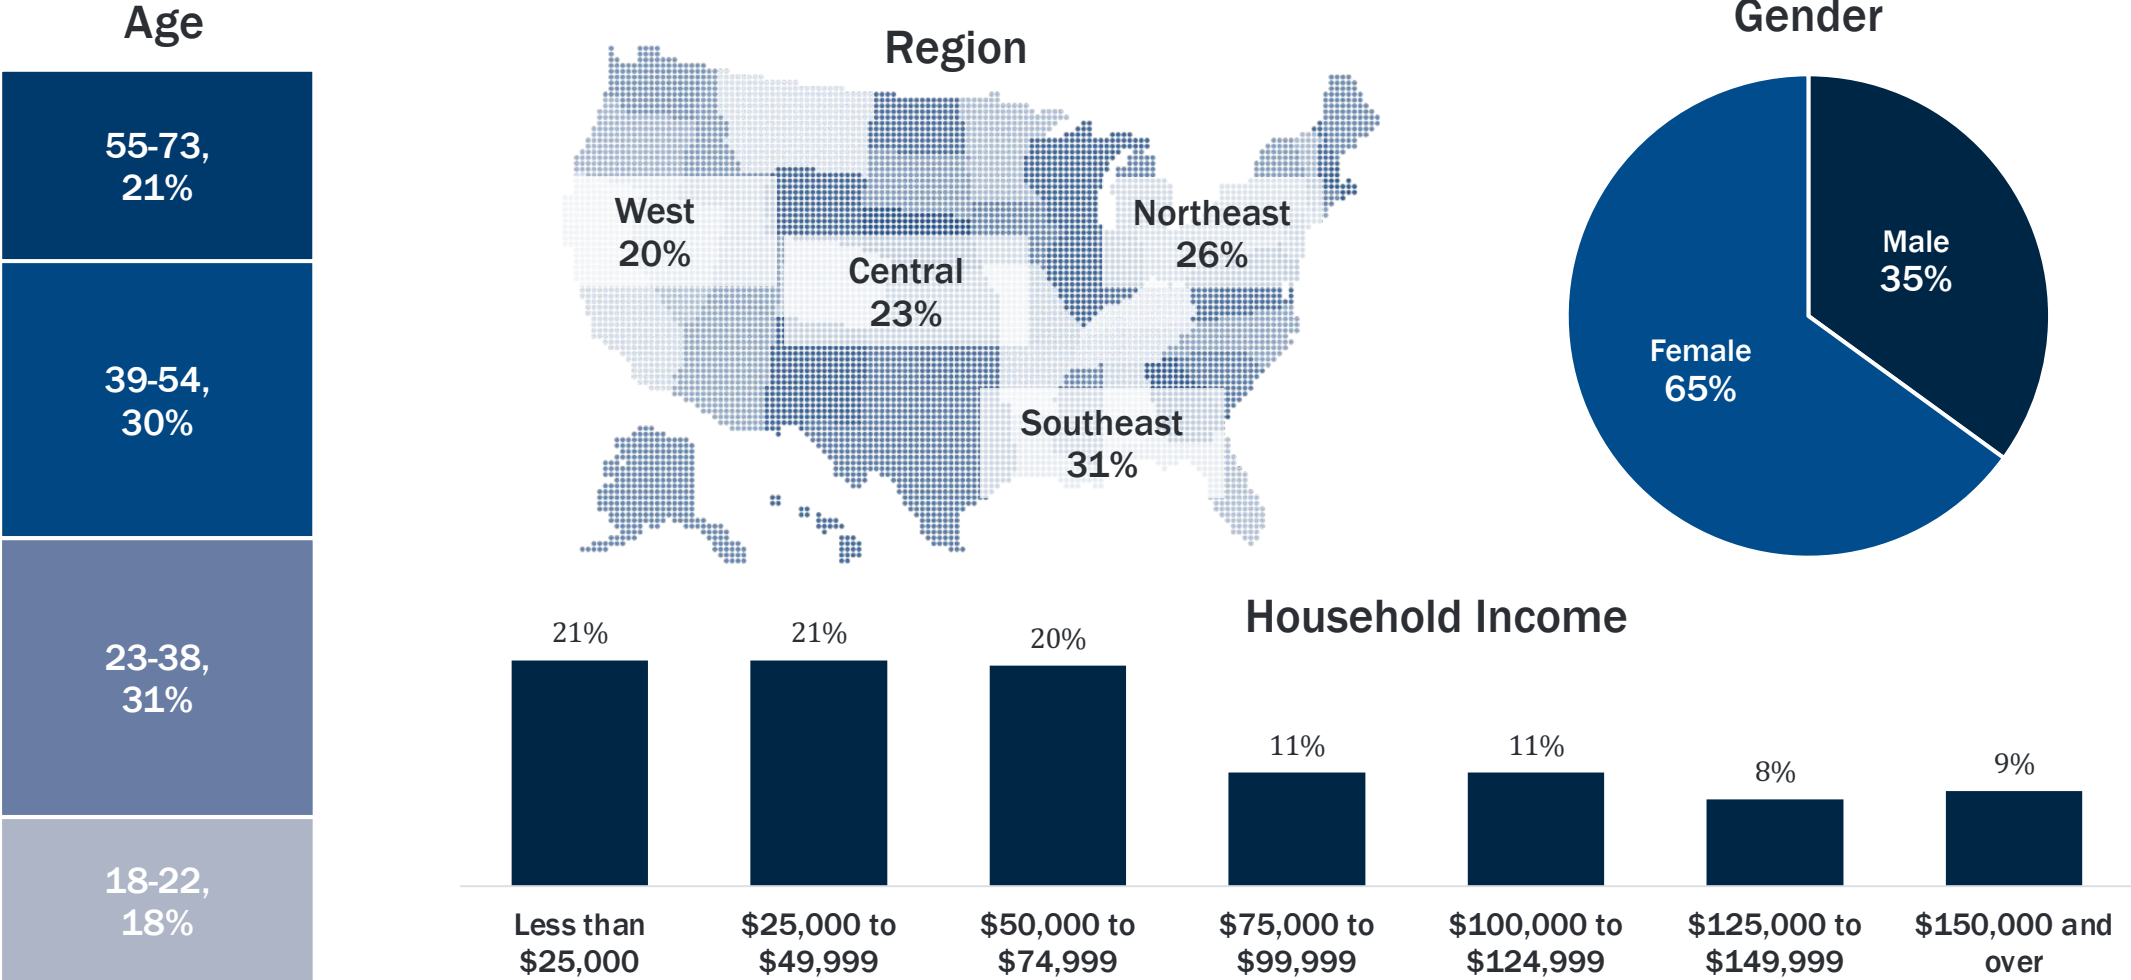 Age
55-73,
21%
39-54,
30%
23-38,
31%
18-22,
18%
Region
West
20%
Central
23%
Northeast
26%
Southeast
31%
Gender
Male
35%
Female
65%
Household Income
21%
21%
20%
11%
11%
8%
9%
Less than
$25,000
$25,000 to
$49,999
$50,000 to
$74,999
$75,000 to
$99,999
$100,000 to
$124,999
$125,000 to
$149,999
$150,000 and
over